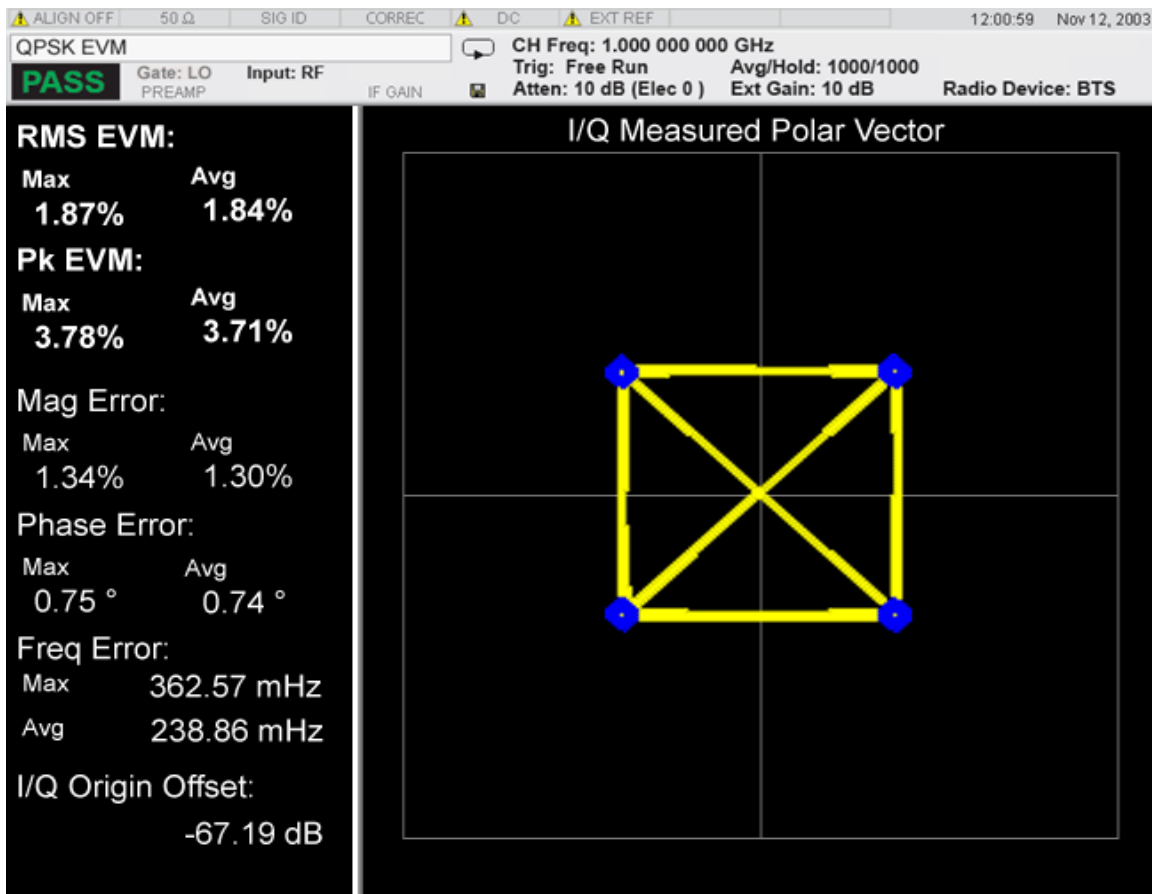 ALIGN OFF 50 Ω SIG ID CORREC DC EXT REF 12:00:59 Nov 12, 2003
QPSK EVM
PASS
Gate: LO
PREAMP
Input: RF
IF GAIN
CH Freq: 1.000 000 000 GHz
Trig: Free Run Avg/Hold: 1000/1000
Atten: 10 dB (Elec 0 ) Ext Gain: 10 dB Radio Device: BTS
RMS EVM:
Max Avg
1.87% 1.84%
Pk EVM:
Max Avg
3.78% 3.71%
Mag Error:
Max Avg
1.34% 1.30%
Phase Error:
Max Avg
0.75 ° 0.74 °
Freq Error:
Max 362.57 mHz
Avg 238.86 mHz
I/Q Origin Offset:
-67.19 dB
I/Q Measured Polar Vector